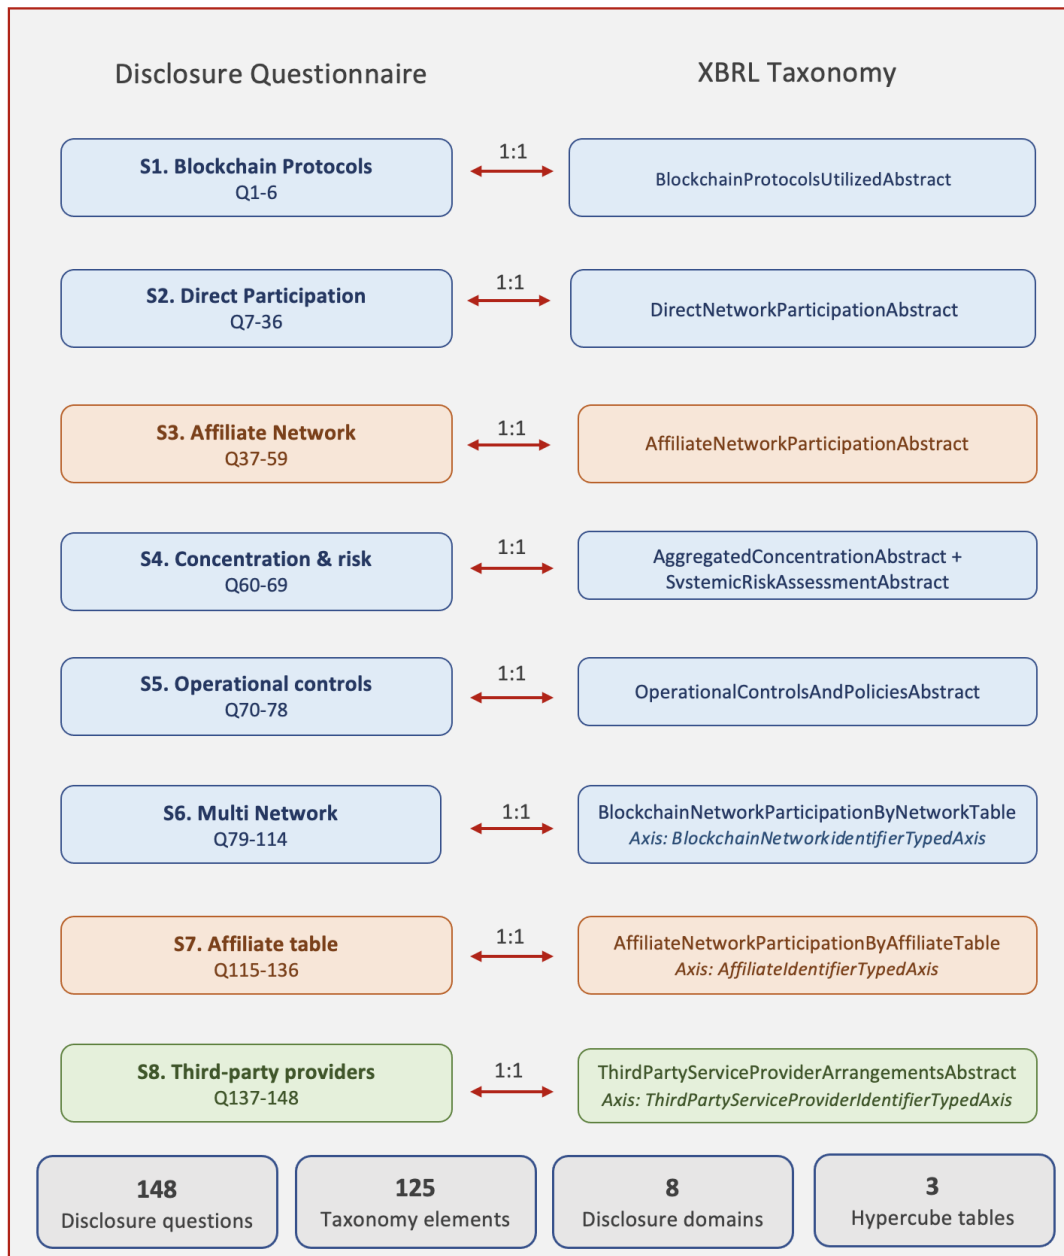 Disclosure Questionnaire
XBRL Taxonomy
S1. Blockchain Protocols
Q1-6
1:1
BlockchainProtocolsUtilizedAbstract
S2. Direct Participation
Q7-36
1:1
DirectNetworkParticipationAbstract
S3. Affiliate Network
Q37-59
1:1
AffiliateNetworkParticipationAbstract
S4. Concentration & risk
Q60-69
1:1
AggregatedConcentrationAbstract +
SvstemicRiskAssessmentAbstract
S5. Operational controls
Q70-78
1:1
OperationalControlsAndPoliciesAbstract
S6. Multi Network
Q79-114
1:1
BlockchainNetworkParticipationByNetworkTable
Axis: BlockchainNetworkidentifierTypedAxis
S7. Affiliate table
Q115-136
1:1
AffiliateNetworkParticipationByAffiliateTable
Axis: AffiliateIdentifierTypedAxis
S8. Third-party providers
Q137-148
1:1
ThirdPartyServiceProviderArrangementsAbstract
Axis: ThirdPartyServiceProviderIdentifierTypedAxis
148
Disclosure questions
125
Taxonomy elements
8
Disclosure domains
3
Hypercube tables